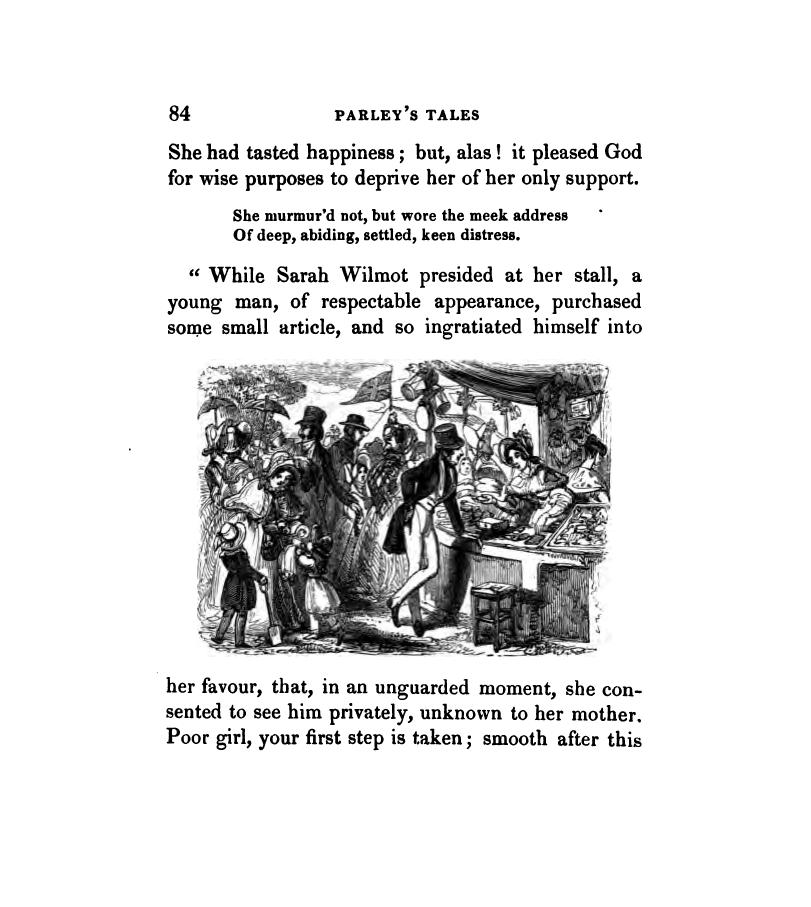 84 PARLEY'S TALES
She had tasted happiness ; but, alas ! it pleased God
for wise purposes to deprive her of her only support.
She murmur'd not, but wore the meek address
Of deep, abiding, settled, keen distress.
“ While Sarah Wilmot presided at her stall, a
young man, of respectable appearance, purchased
some small article, and so ingratiated himself into
her favour, that, in an unguarded moment, she con-
sented to see him privately, unknown to her mother.
Poor girl, your first step is taken ; smooth after this